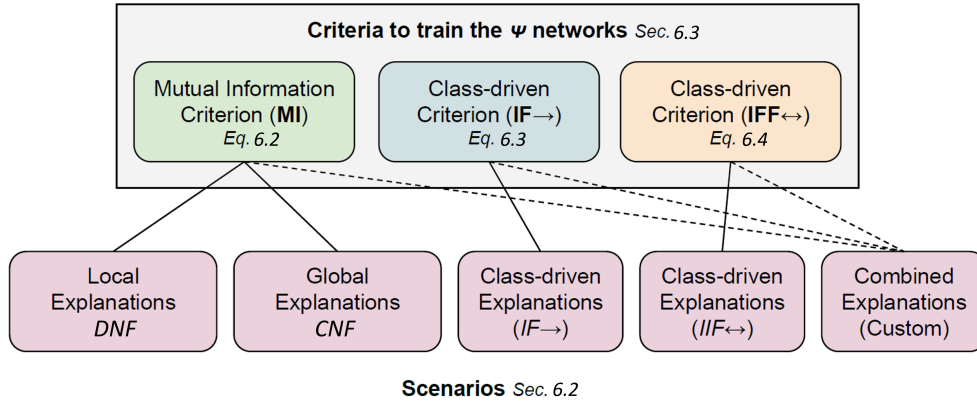 Criteria to train the Ψ networks Sec. 6.3
Mutual Information
Criterion (MI)
Eq. 6.2
Class-driven
Criterion (IF→)
Eq. 6.3
Class-driven
Criterion (IFF↔)
Eq. 6.4
Local
Explanations
DNF
Global
Explanations
CNF
Class-driven
Explanations
(IF→)
Class-driven
Explanations
(IIF↔)
Combined
Explanations
(Custom)
Scenarios Sec. 6.2